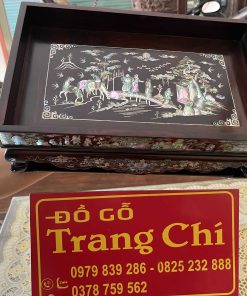 ĐỒ GỖ
Trang Chí
0979 839 286 - 0825 232 888
0378 759 562